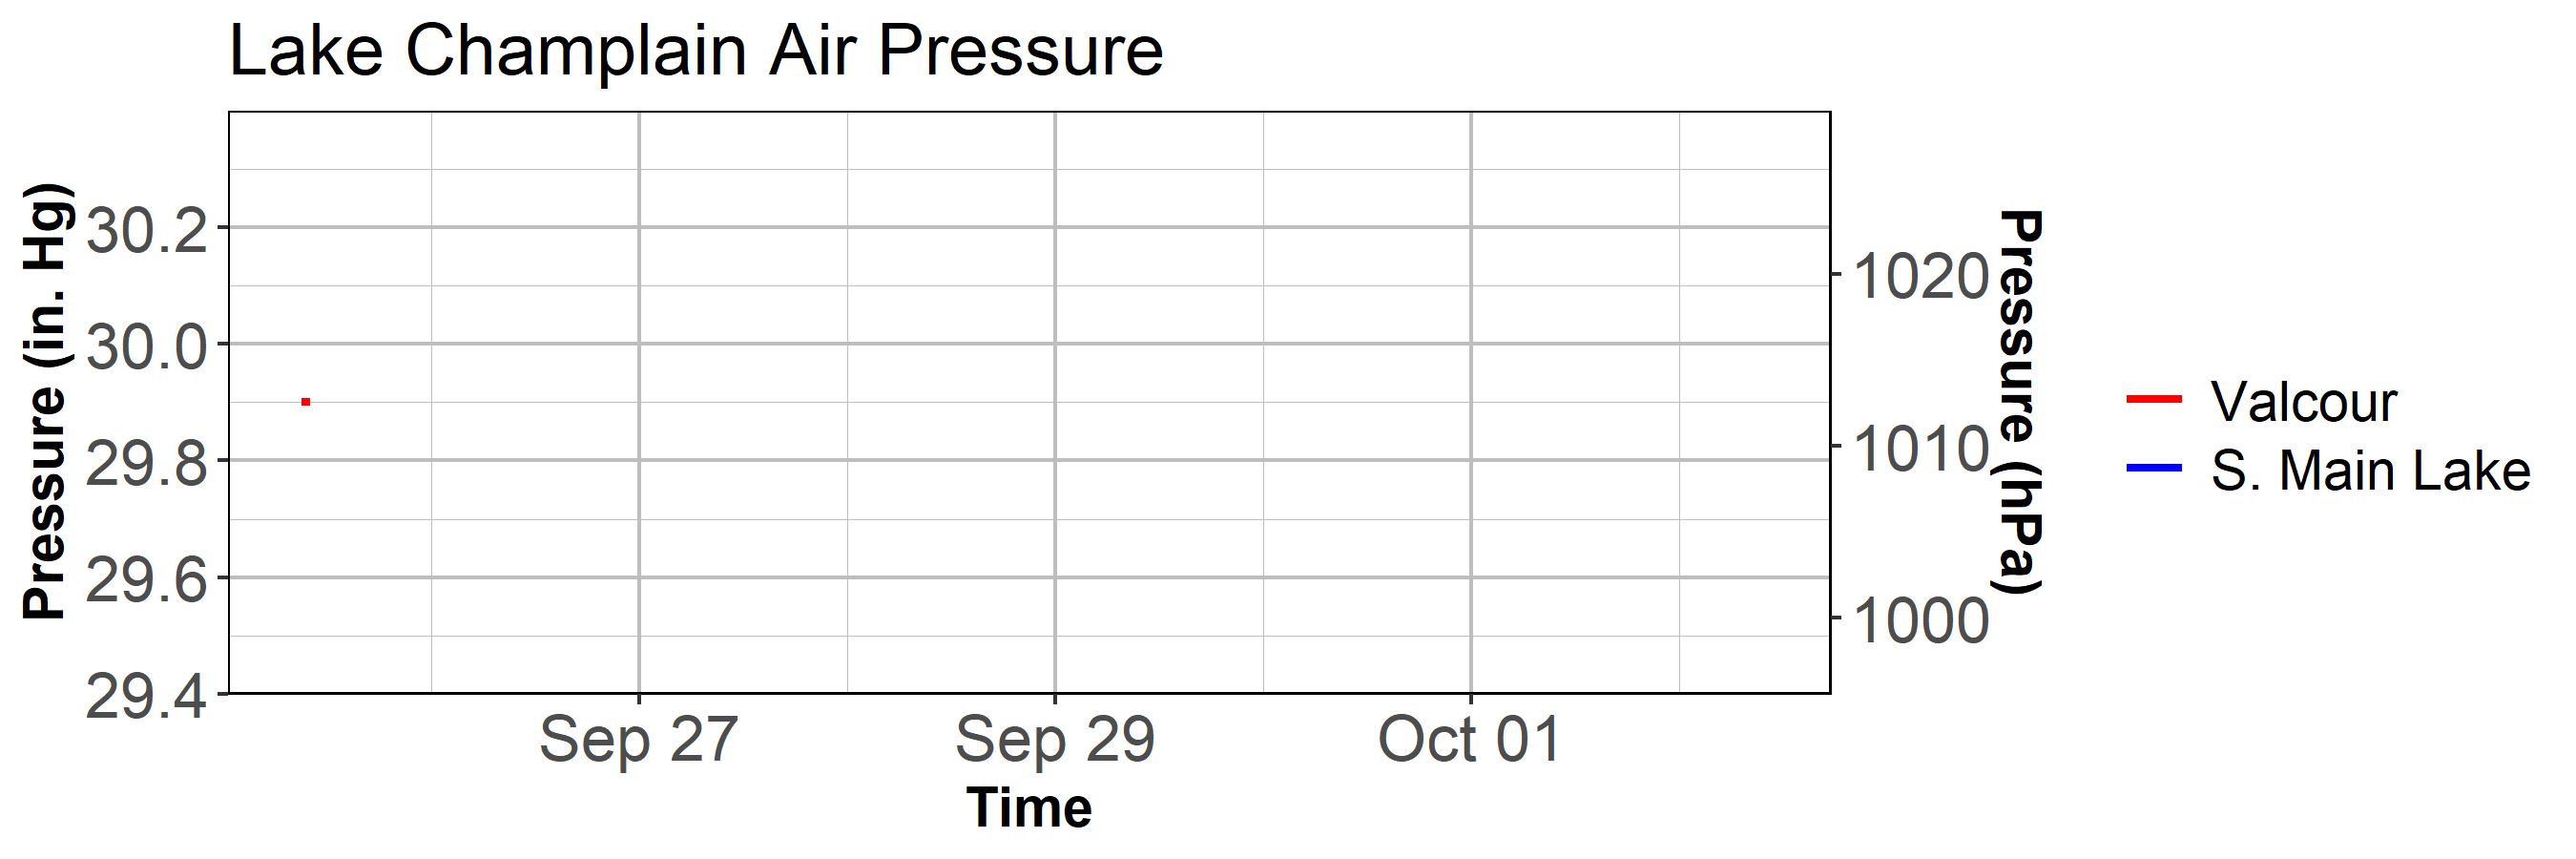 Lake Champlain Air Pressure
Pressure (in. Hg)
30.2
30.0
29.8
29.6
29.4
Sep 27
Sep 29
Oct 01
Time
1020
1010
1000
Pressure (hPa)
Valcour
S. Main Lake